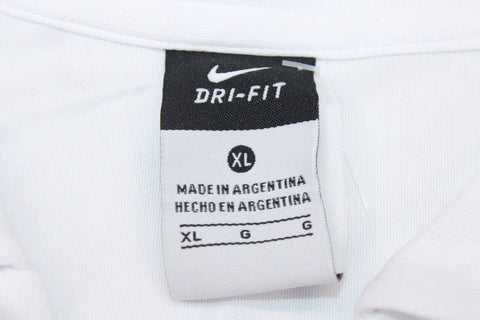 DRI-FIT
XL
MADE IN ARGENTINA
HECHO EN ARGENTINA
XL G G